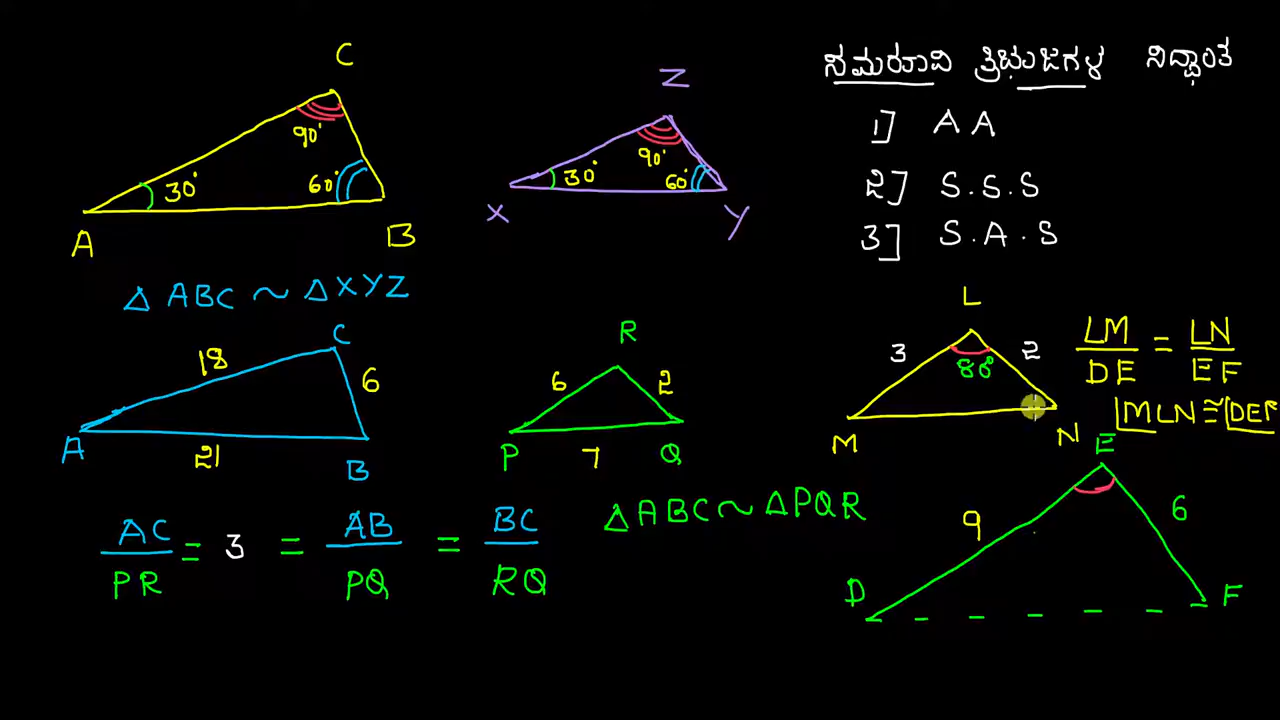 ಸಮರೂಪಿ ತ್ರಿಭುಜಗಳ ಸಿದ್ಧಾಂತ
1] A A
2] S.S.S
3] S.A.S
C
90°
30°
60°
A
B
Z
90°
30°
60°
X
Y
Δ ABC ~ Δ XYZ
C
18
6
A
21
B
R
6
2
P
7
Q
L
3
2
80°
M
N
LM/DE = LN/EF
∠MLN ≅ ∠DEF
AC/PR = 3 = AB/PQ = BC/RQ
Δ ABC ~ Δ PQR
E
9
6
D
F